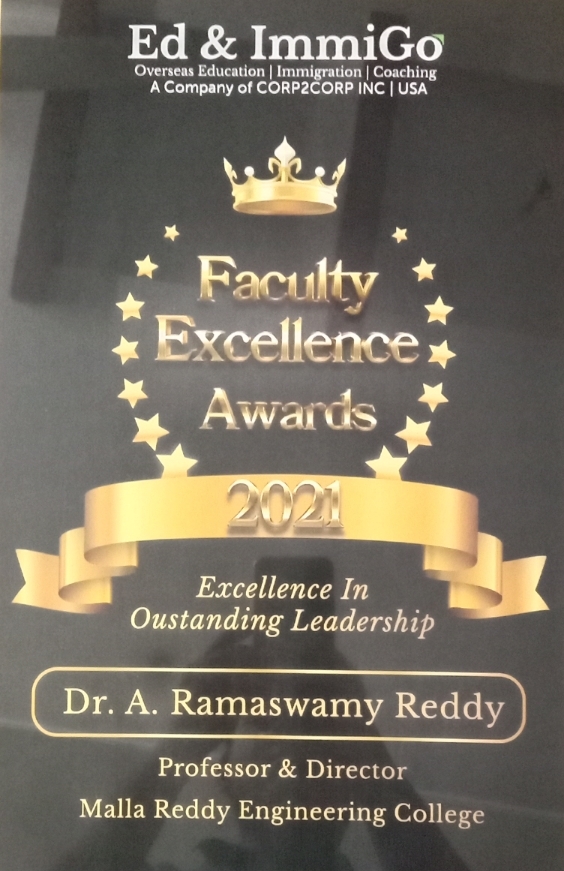 Ed & ImmiGo
Overseas Education | Immigration | Coaching
A Company of CORP2CORP INC | USA
Faculty
Excellence
Awards
2021
Excellence In
Oustanding Leadership
Dr. A. Ramaswamy Reddy
Professor & Director
Malla Reddy Engineering College